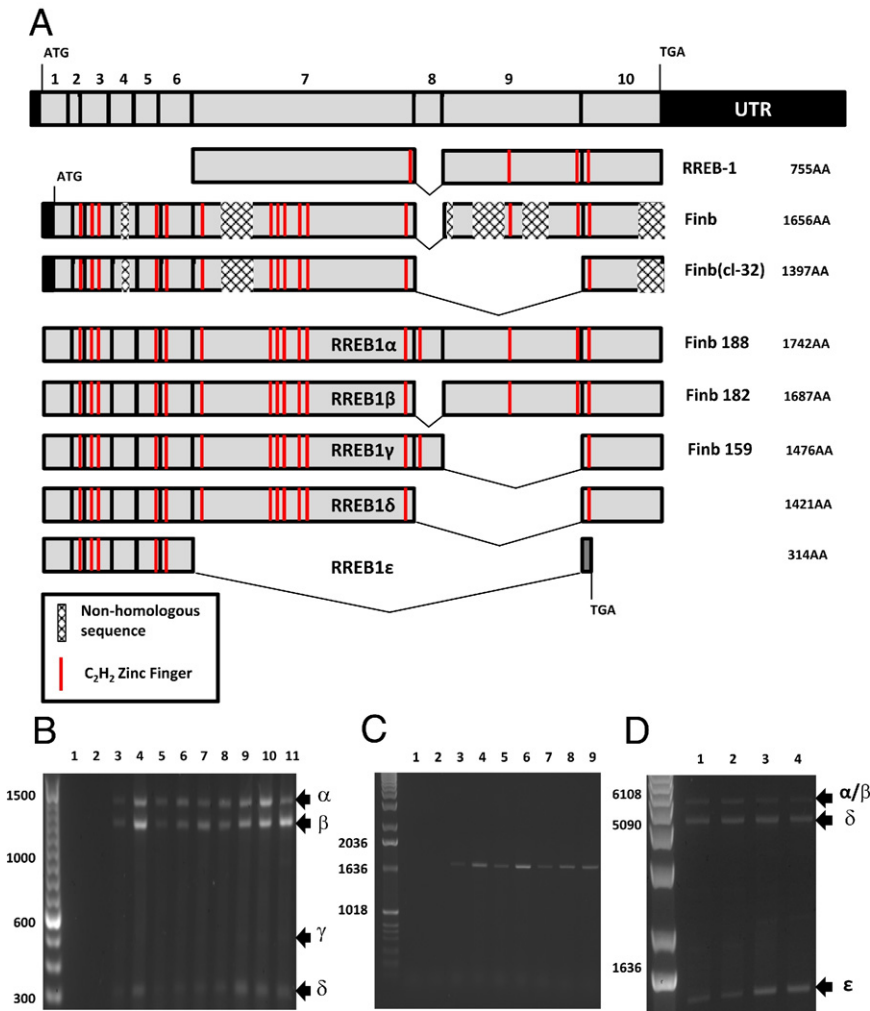 A
ATG
TGA
1 2 3 4 5 6 7 8 9 10
UTR
RREB-1 755AA
ATG
Finb 1656AA
Finb(cl-32) 1397AA
RREB1α Finb 188 1742AA
RREB1β Finb 182 1687AA
RREB1γ Finb 159 1476AA
RREB1δ 1421AA
RREB1ε 314AA
TGA
Non-homologous
sequence
C₂H₂ Zinc Finger
B
1 2 3 4 5 6 7 8 9 10 11
1500
1000
600
300
α
β
γ
δ
C
1 2 3 4 5 6 7 8 9
2036
1636
1018
D
1 2 3 4
6108
5090
1636
α/β
δ
ε